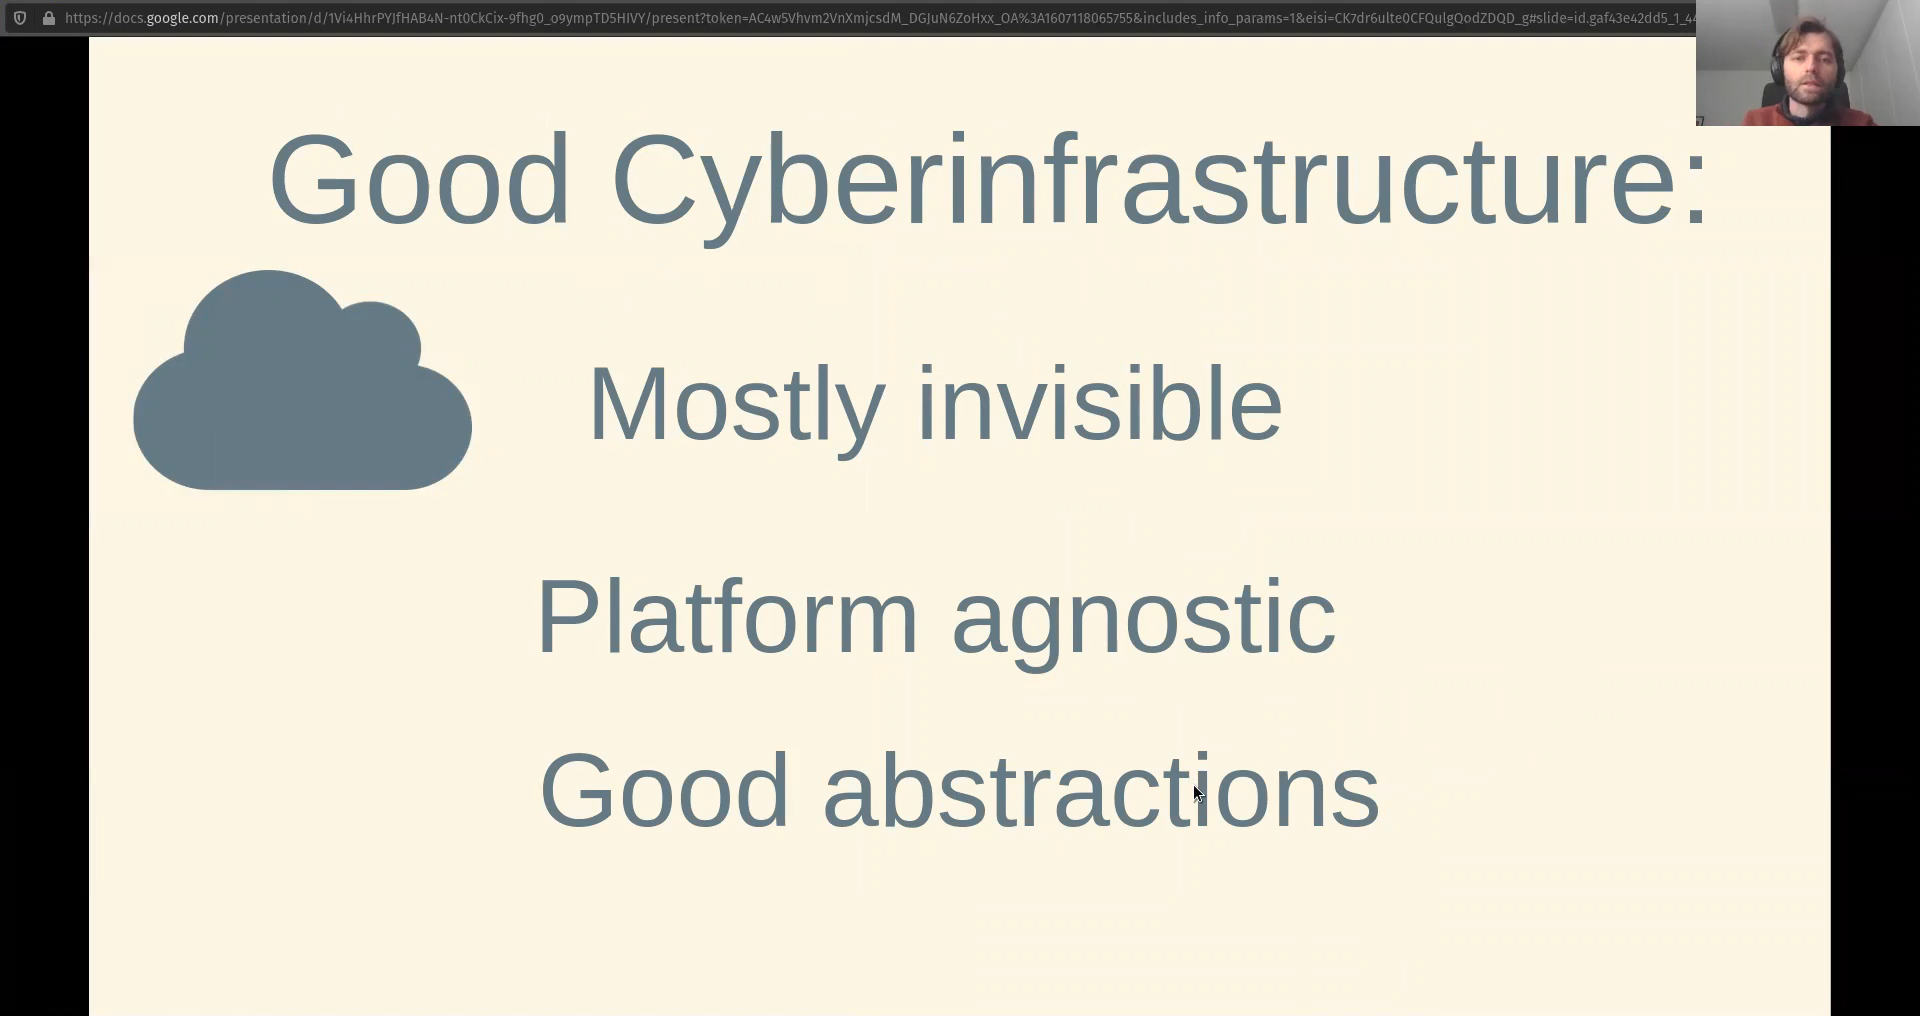 https://docs.google.com/presentation/d/1Vi4HhrPYJfHAB4N-nt0CkCix-9fhg0_o9ympTD5HIVY/present?token=AC4w5Vhvm2VnXmjcsdM_DGJuN6ZoHxx_OA%3A1607118065755&includes_info_params=1&eisi=CK7dr6ulte0CFQulgQodZDQD_g#slide=id.gaf43e42dd5_1_44
Good Cyberinfrastructure:
Mostly invisible
Platform agnostic
Good abstractions